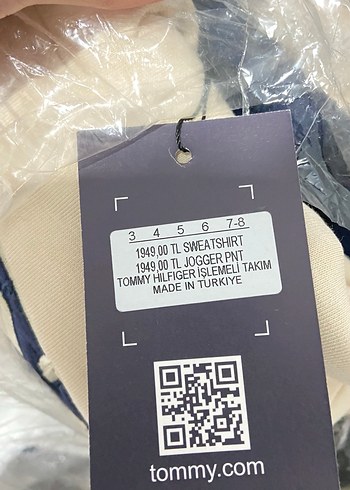 3 4 5 6 7-8
1949,00 TL SWEATSHIRT
1949,00 TL JOGGER PNT
TOMMY HILFIGER İŞLEMELİ TAKIM
MADE IN TURKIYE
tommy.com